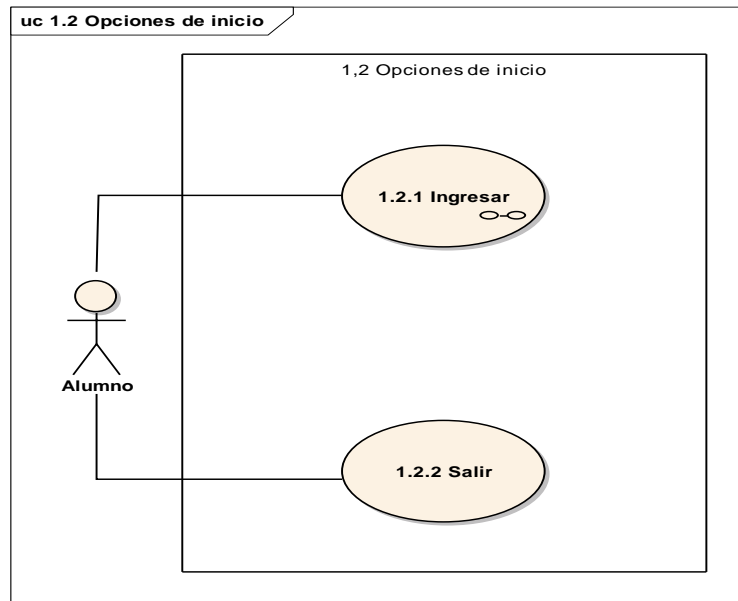 uc 1.2 Opciones de inicio
1,2 Opciones de inicio
1.2.1 Ingresar
Alumno
1.2.2 Salir